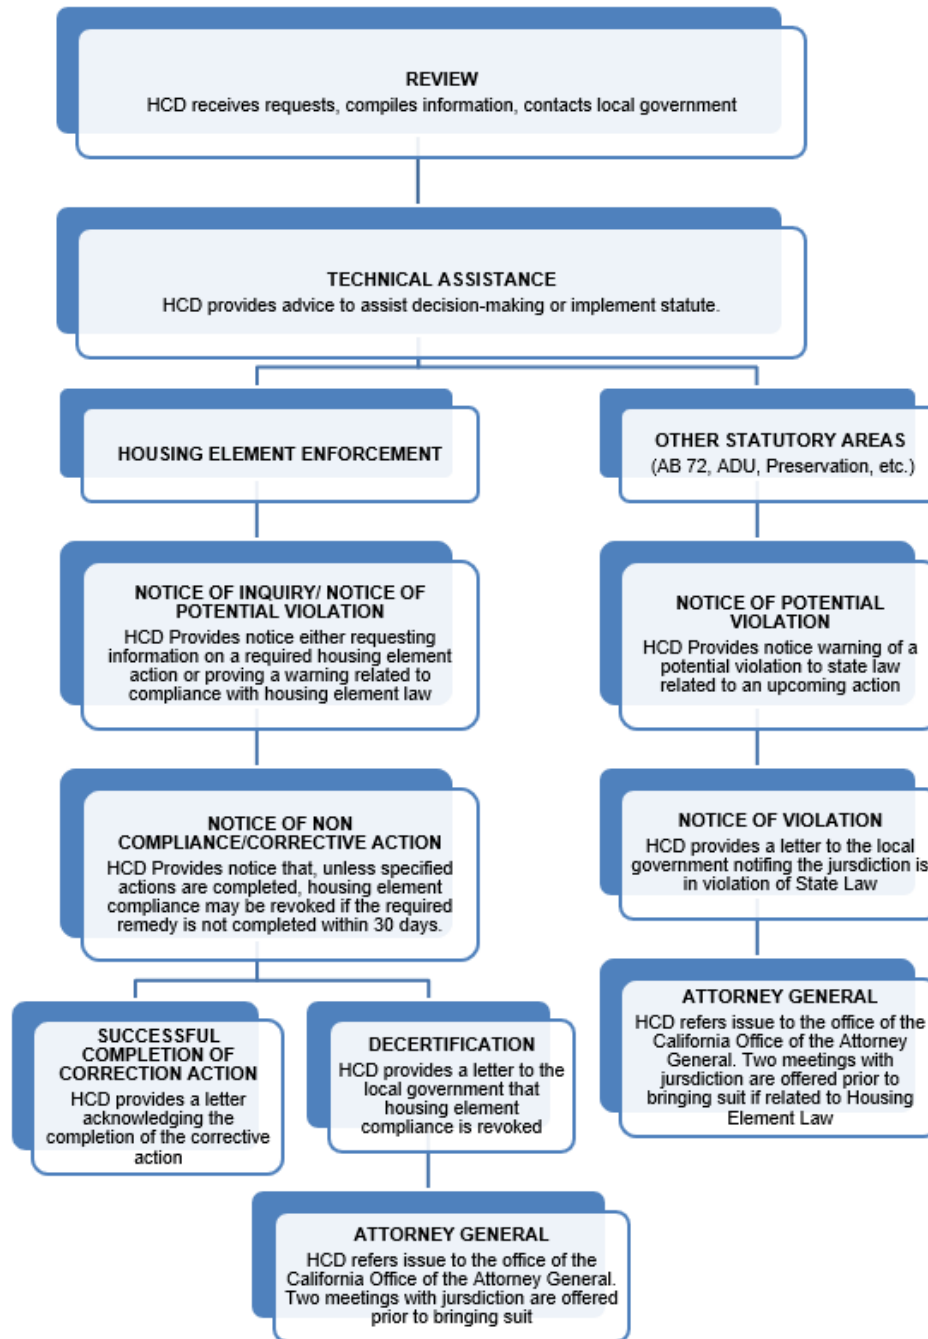 REVIEW
HCD receives requests, compiles information, contacts local government
TECHNICAL ASSISTANCE
HCD provides advice to assist decision-making or implement statute.
HOUSING ELEMENT ENFORCEMENT
OTHER STATUTORY AREAS
(AB 72, ADU, Preservation, etc.)
NOTICE OF INQUIRY/ NOTICE OF
POTENTIAL VIOLATION
HCD Provides notice either requesting
information on a required housing element
action or proving a warning related to
compliance with housing element law
NOTICE OF POTENTIAL
VIOLATION
HCD Provides notice warning of a
potential violation to state law
related to an upcoming action
NOTICE OF NON
COMPLIANCE/CORRECTIVE ACTION
HCD Provides notice that, unless specified
actions are completed, housing element
compliance may be revoked if the required
remedy is not completed within 30 days.
NOTICE OF VIOLATION
HCD provides a letter to the local
government notifing the jursdiction is
in violation of State Law
SUCCESSFUL
COMPLETION OF
CORRECTION ACTION
HCD provides a letter
acknowledging the
completion of the corrective
action
DECERTIFICATION
HCD provides a letter to the
local government that
housing element
compliance is revoked
ATTORNEY GENERAL
HCD refers issue to the office of the
California Office of the Attorney
General. Two meetings with
jursdiction are offered prior to
bringing suit if related to Housing
Element Law
ATTORNEY GENERAL
HCD refers issue to the office of the
California Office of the Attorney General.
Two meetings with jursdiction are offered
prior to bringing suit